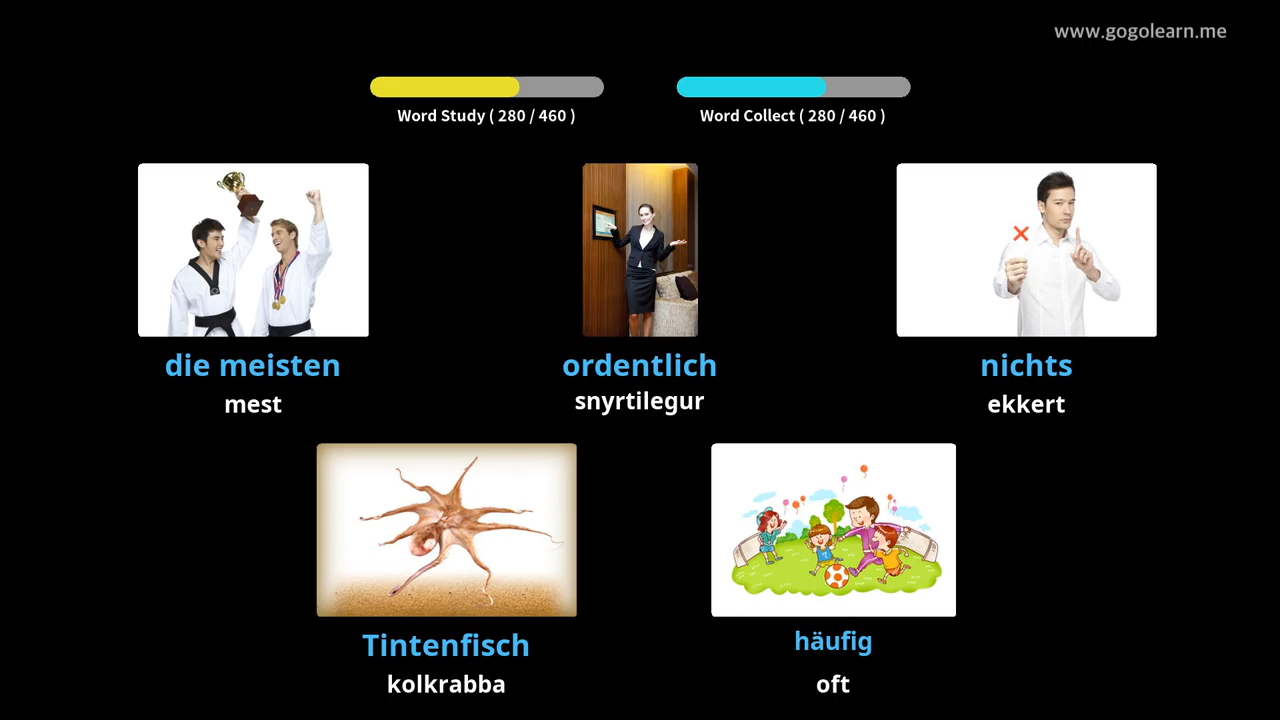 www.gogolearn.me
Word Study ( 280 / 460 )
Word Collect ( 280 / 460 )
die meisten
mest
ordentlich
snyrtilegur
nichts
ekkert
Tintenfisch
kolkrabba
häufig
oft